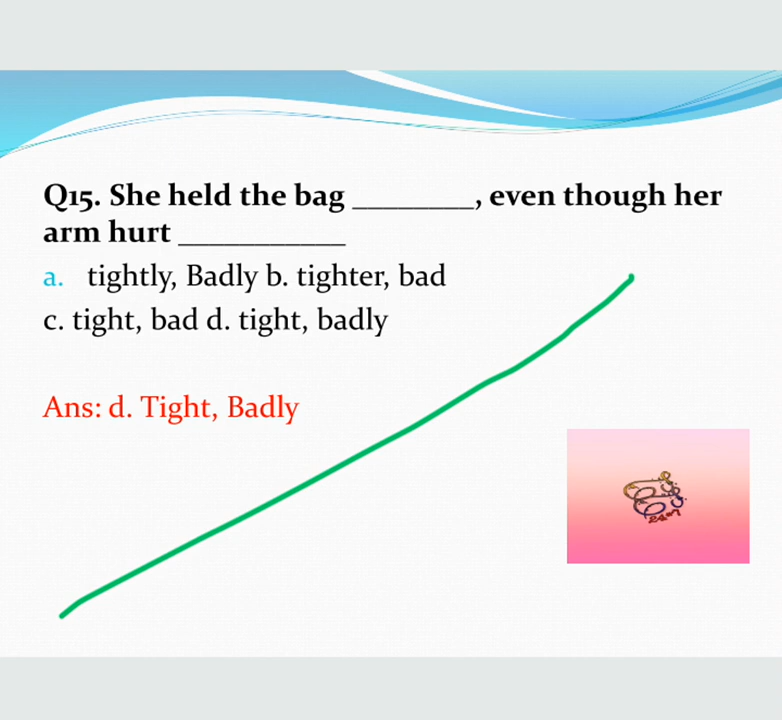 Q15. She held the bag ________, even though her
arm hurt ___________
a. tightly, Badly b. tighter, bad
c. tight, bad d. tight, badly
Ans: d. Tight, Badly